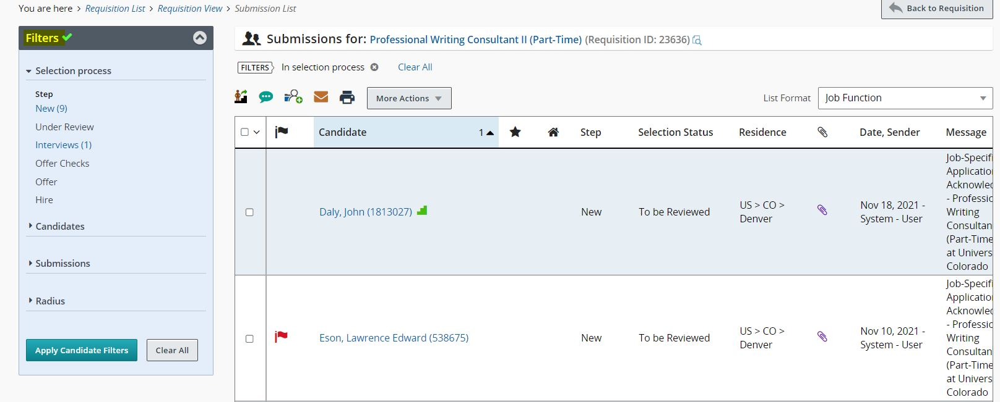 You are here > Requisition List > Requisition View > Submission List
Back to Requisition
Filters
Selection process
Step
New (9)
Under Review
Interviews (1)
Offer Checks
Offer
Hire
Candidates
Submissions
Radius
Apply Candidate Filters
Clear All
Submissions for: Professional Writing Consultant II (Part-Time) (Requisition ID: 23636)
FILTERS In selection process Clear All
More Actions
List Format Job Function
Candidate 1 Step Selection Status Residence Date, Sender Message
Daly, John (1813027)
New
To be Reviewed
US > CO >
Denver
Nov 18, 2021 -
System - User
Job-Specifi
Application
Acknowled
- Professio
Writing
Consultan
(Part-Time
at Univers
Colorado
Eson, Lawrence Edward (538675)
New
To be Reviewed
US > CO >
Denver
Nov 10, 2021 -
System - User
Job-Specifi
Application
Acknowled
- Professio
Writing
Consultan
(Part-Time
at Univers
Colorado